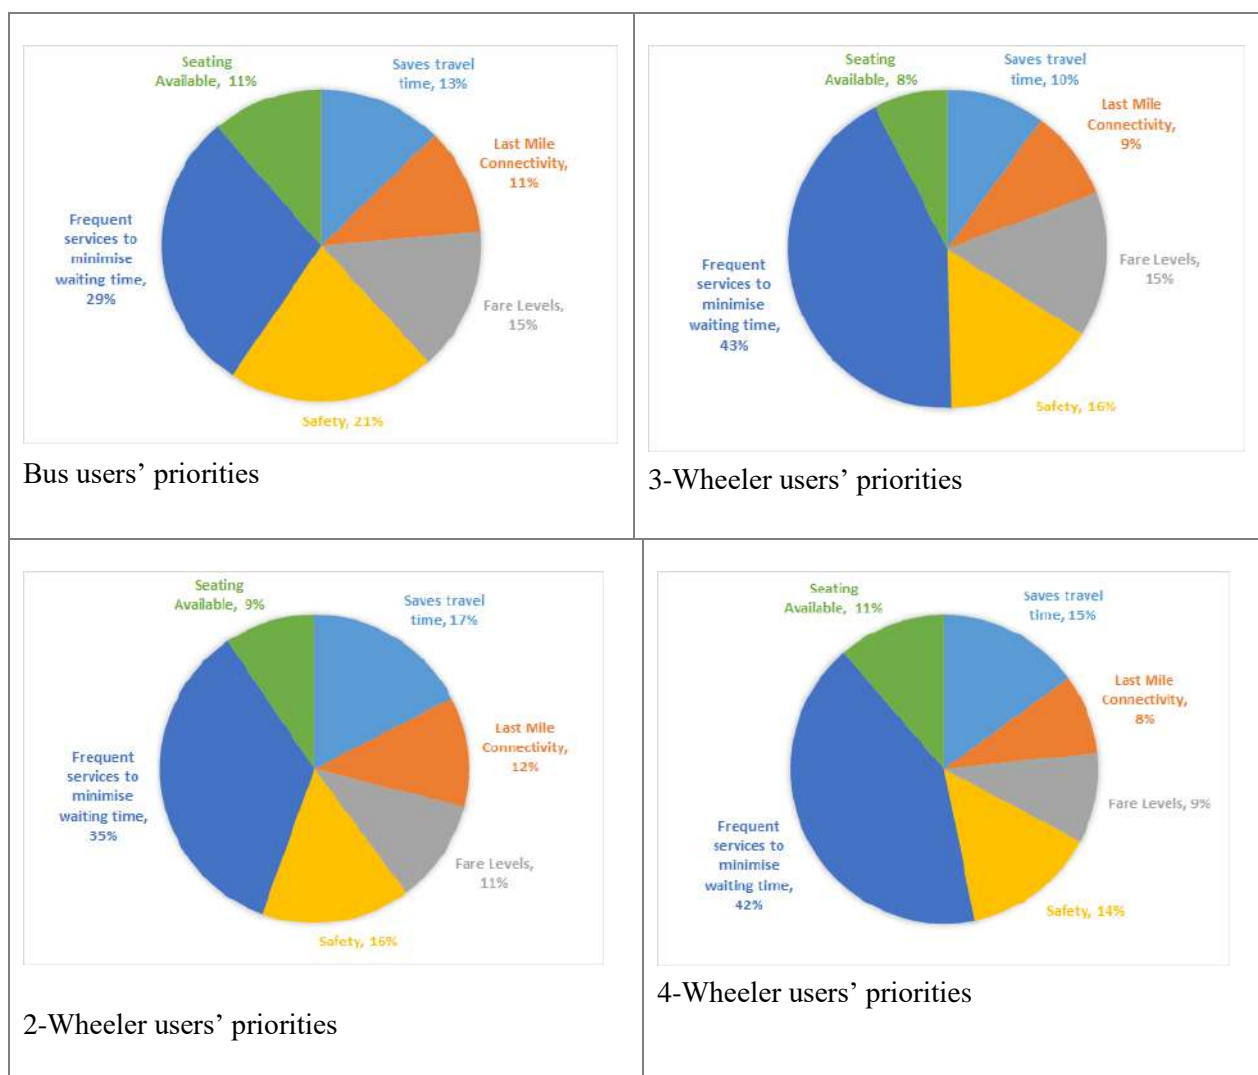 Seating
Available, 11%
Saves travel
time, 13%
Last Mile
Connectivity,
11%
Fare Levels,
15%
Safety, 21%
Frequent
services to
minimise
waiting time,
29%
Bus users’ priorities
Seating
Available, 8%
Saves travel
time, 10%
Last Mile
Connectivity,
9%
Fare Levels,
15%
Safety, 16%
Frequent
services to
minimise
waiting time,
43%
3-Wheeler users’ priorities
Seating
Available, 9%
Saves travel
time, 17%
Last Mile
Connectivity,
12%
Fare Levels,
11%
Safety, 16%
Frequent
services to
minimise
waiting time,
35%
2-Wheeler users’ priorities
Seating
Available, 11%
Saves travel
time, 15%
Last Mile
Connectivity,
8%
Fare Levels, 9%
Safety, 14%
Frequent
services to
minimise
waiting time,
42%
4-Wheeler users’ priorities